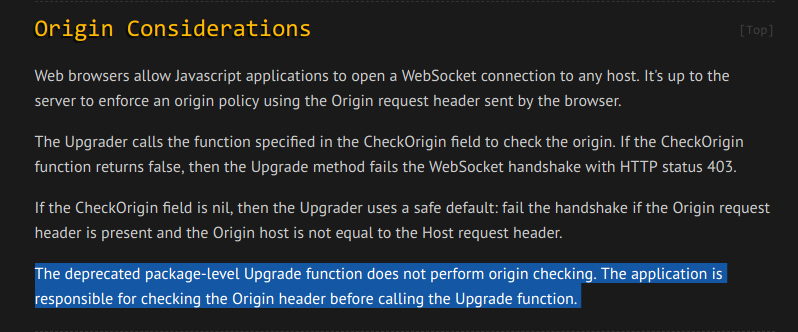 Origin Considerations
[Top]
Web browsers allow Javascript applications to open a WebSocket connection to any host. It's up to the
server to enforce an origin policy using the Origin request header sent by the browser.
The Upgrader calls the function specified in the CheckOrigin field to check the origin. If the CheckOrigin
function returns false, then the Upgrade method fails the WebSocket handshake with HTTP status 403.
If the CheckOrigin field is nil, then the Upgrader uses a safe default: fail the handshake if the Origin request
header is present and the Origin host is not equal to the Host request header.
The deprecated package-level Upgrade function does not perform origin checking. The application is
responsible for checking the Origin header before calling the Upgrade function.